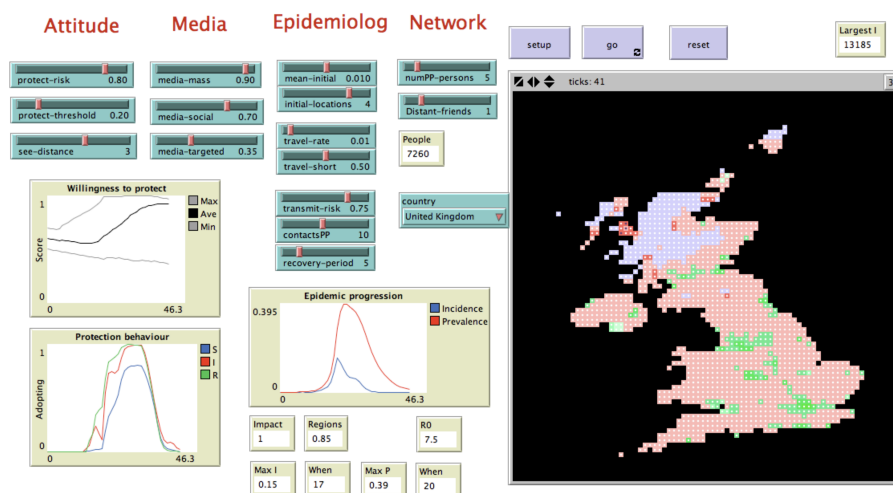 Attitude
Media
Epidemiolog
Network
setup
go
reset
Largest I
13185
protect-risk 0.80
media-mass 0.90
mean-initial 0.010
numPP-persons 5
protect-threshold 0.20
media-social 0.70
initial-locations 4
Distant-friends 1
see-distance 3
media-targeted 0.35
travel-rate 0.01
travel-short 0.50
People
7260
transmit-risk 0.75
contactsPP 10
recovery-period 5
country
United Kingdom
ticks: 41
3
Willingness to protect
1
Score
0
0
46.3
Max
Ave
Min
Protection behaviour
1
Adopting
0
0
46.3
S
I
R
Epidemic progression
0.395
0
0
46.3
Incidence
Prevalence
Impact
1
Regions
0.85
R0
7.5
Max I
0.15
When
17
Max P
0.39
When
20